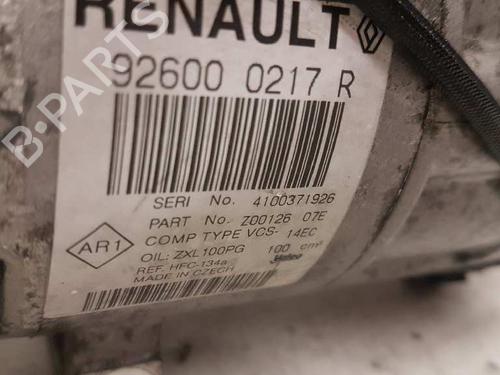 RENAULT
92600 0217 R
SERI No. 4100371926
PART No. Z00126 07E
COMP TYPE VCS- 14EC
OIL: ZXL100PG 100 cm³
REF. HFC-134a
MADE IN CZECH
Valeo
AR1
B-PARTS